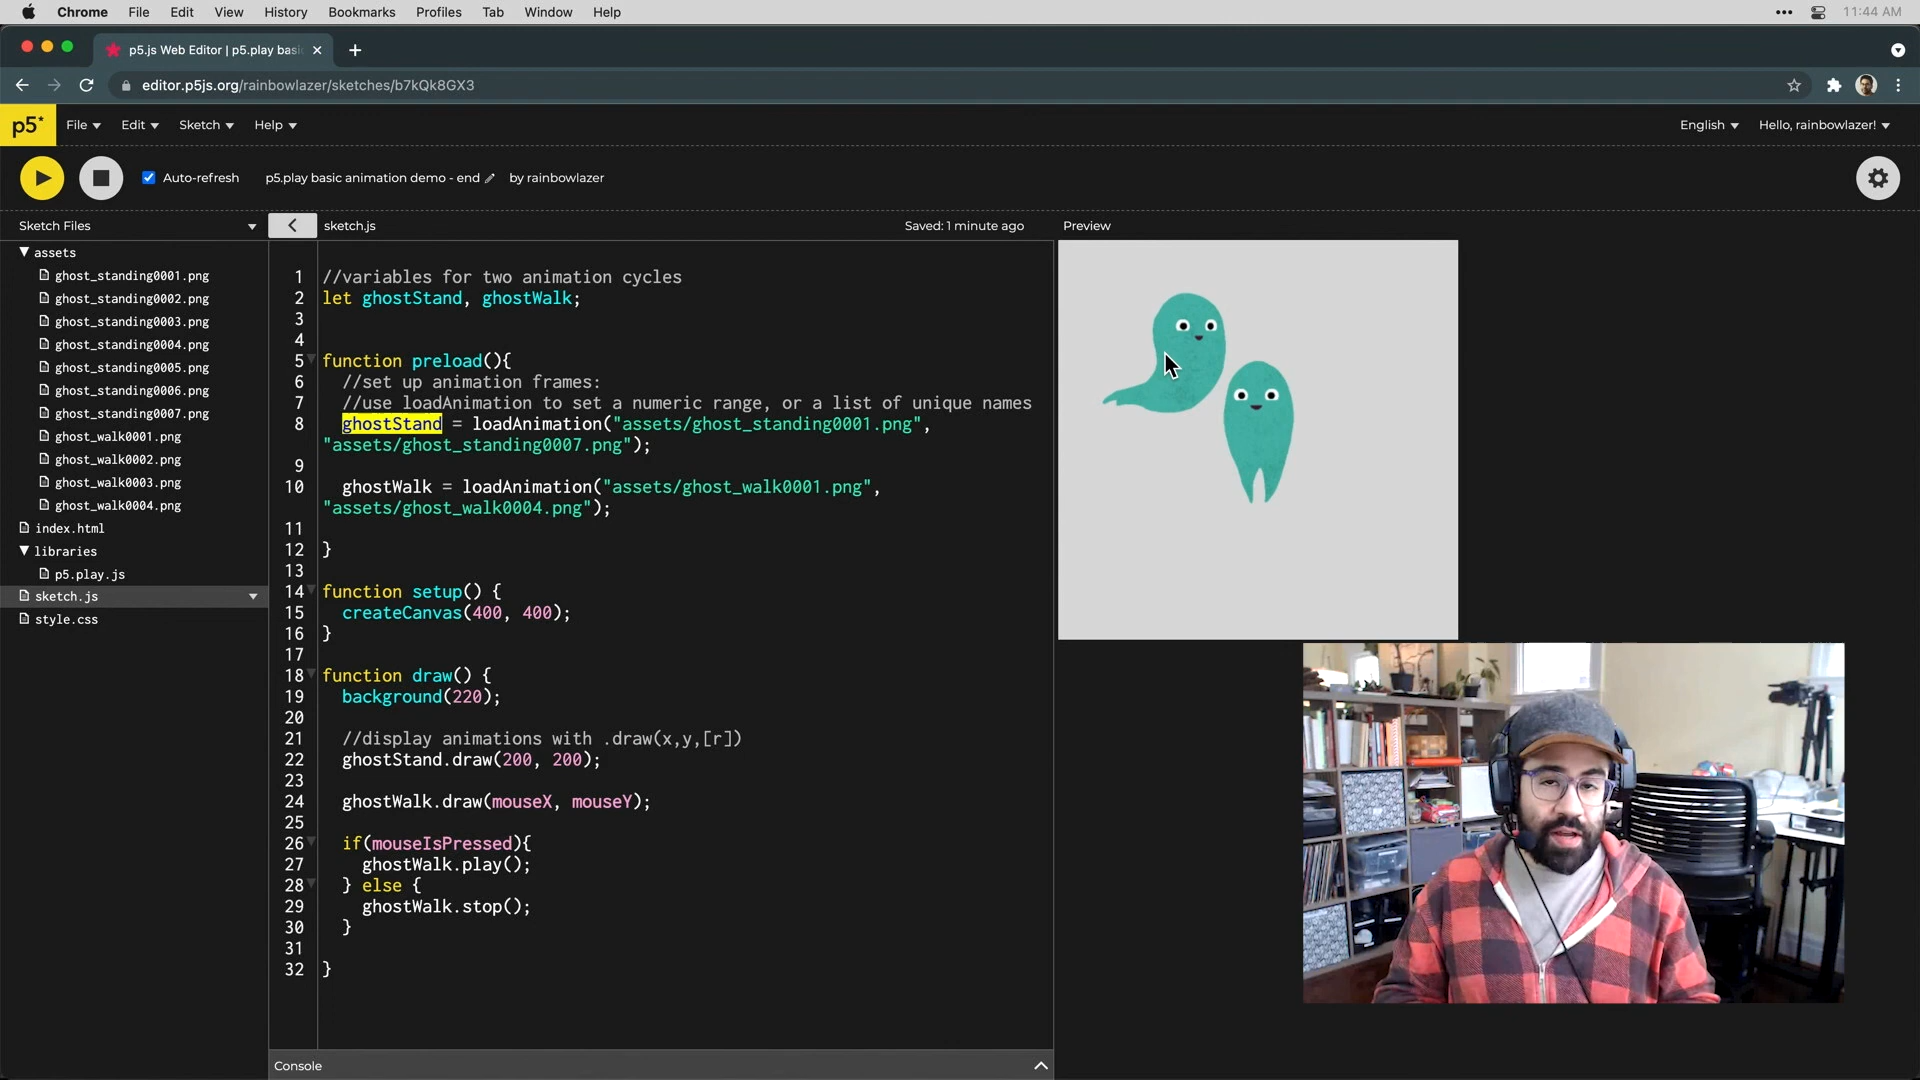 Chrome File Edit View History Bookmarks Profiles Tab Window Help 11:44 AM
p5.js Web Editor | p5.play basi
editor.p5js.org/rainbowlazer/sketches/b7kQk8GX3
p5* File Edit Sketch Help English Hello, rainbowlazer!
Auto-refresh p5.play basic animation demo - end by rainbowlazer
Sketch Files
assets
ghost_standing0001.png
ghost_standing0002.png
ghost_standing0003.png
ghost_standing0004.png
ghost_standing0005.png
ghost_standing0006.png
ghost_standing0007.png
ghost_walk0001.png
ghost_walk0002.png
ghost_walk0003.png
ghost_walk0004.png
index.html
libraries
p5.play.js
sketch.js
style.css
sketch.js Saved: 1 minute ago
1 //variables for two animation cycles
2 let ghostStand, ghostWalk;
3
4
5 function preload(){
6 //set up animation frames:
7 //use loadAnimation to set a numeric range, or a list of unique names
8 ghostStand = loadAnimation("assets/ghost_standing0001.png",
"assets/ghost_standing0007.png");
9
10 ghostWalk = loadAnimation("assets/ghost_walk0001.png",
"assets/ghost_walk0004.png");
11
12 }
13
14 function setup() {
15 createCanvas(400, 400);
16 }
17
18 function draw() {
19 background(220);
20
21 //display animations with .draw(x,y,[r])
22 ghostStand.draw(200, 200);
23
24 ghostWalk.draw(mouseX, mouseY);
25
26 if(mouseIsPressed){
27 ghostWalk.play();
28 } else {
29 ghostWalk.stop();
30 }
31
32 }
Console
Preview